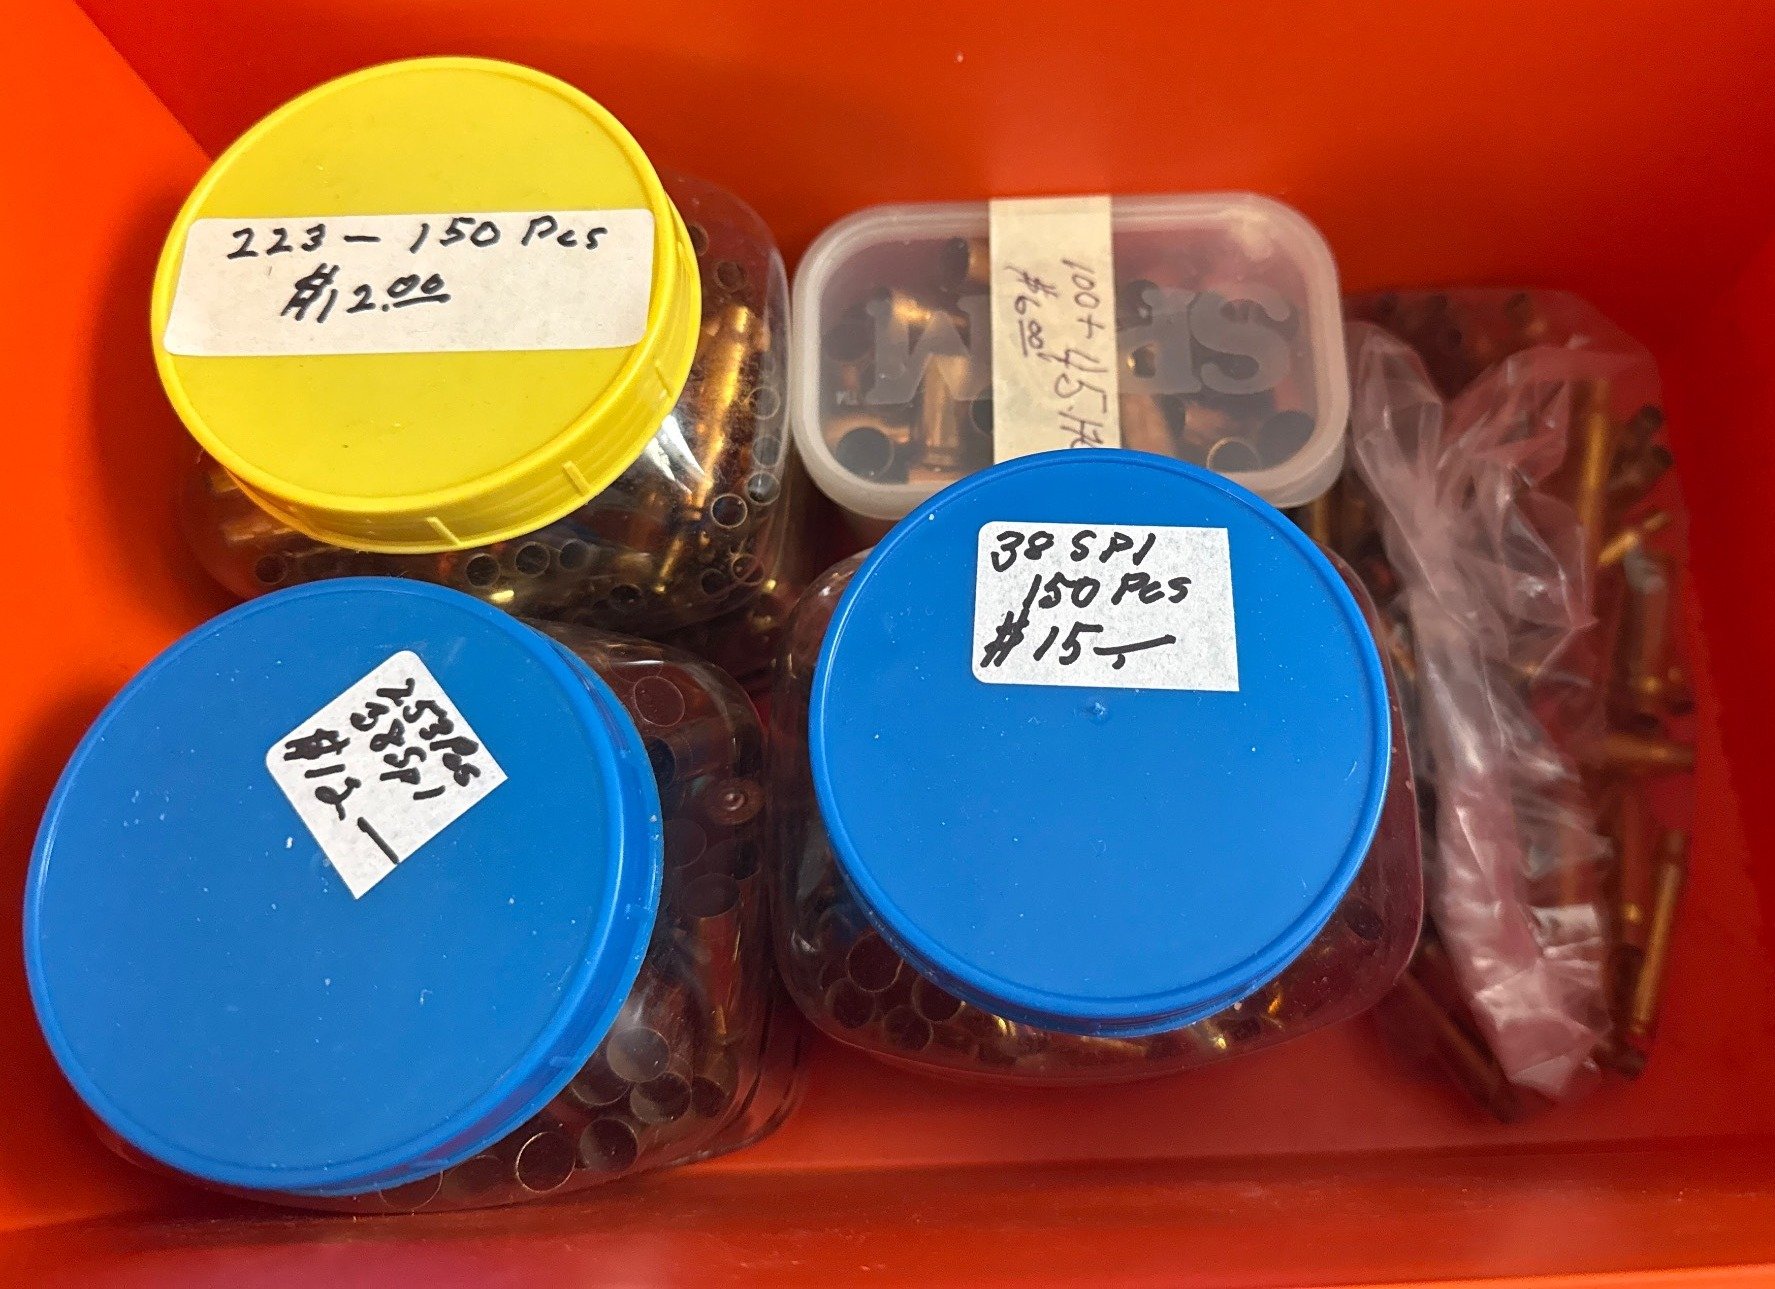 223 - 150 Pcs
$12.00
100+ 45.
$6.00
38 SPl
150 Pcs
$15-
253 Pcs
38 SPl
$12-